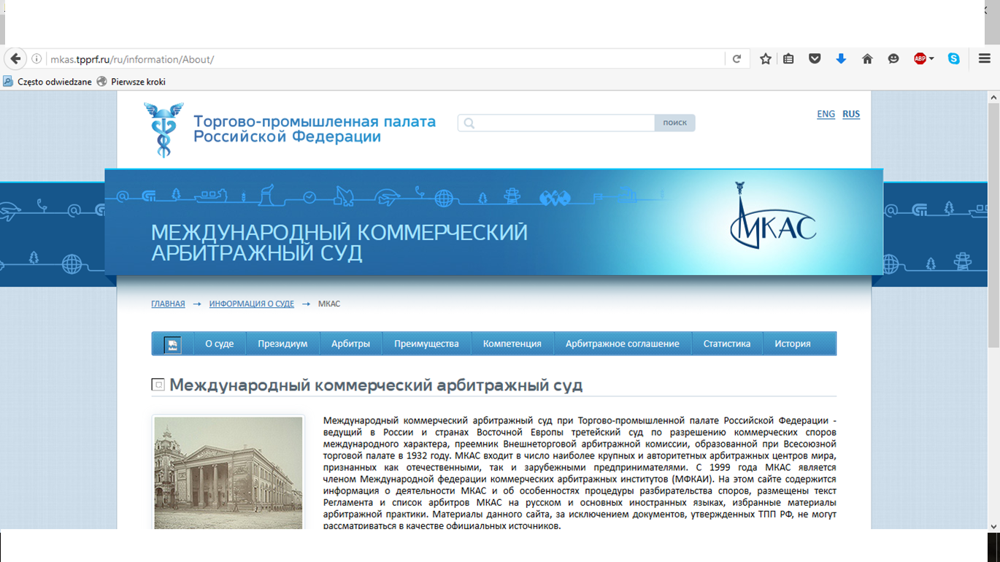 mkas.tpprf.ru/ru/information/About/
ABP
Często odwiedzane Pierwsze kroki
Торгово-промышленная палата
Российской Федерации
поиск
ENG RUS
МЕЖДУНАРОДНЫЙ КОММЕРЧЕСКИЙ
АРБИТРАЖНЫЙ СУД
МКАС
ГЛАВНАЯ → ИНФОРМАЦИЯ О СУДЕ → МКАС
О суде Президиум Арбитры Преимущества Компетенция Арбитражное соглашение Статистика История
Международный коммерческий арбитражный суд
Международный коммерческий арбитражный суд при Торгово-промышленной палате Российской Федерации -
ведущий в России и странах Восточной Европы третейский суд по разрешению коммерческих споров
международного характера, преемник Внешнеторговой арбитражной комиссии, образованной при Всесоюзной
торговой палате в 1932 году. МКАС входит в число наиболее крупных и авторитетных арбитражных центров мира,
признанных как отечественными, так и зарубежными предпринимателями. С 1999 года МКАС является
членом Международной федерации коммерческих арбитражных институтов (МФКАИ). На этом сайте содержится
информация о деятельности МКАС и об особенностях процедуры разбирательства споров, размещены текст
Регламента и список арбитров МКАС на русском и основных иностранных языках, избранные материалы
арбитражной практики. Материалы данного сайта, за исключением документов, утвержденных ТПП РФ, не могут
рассматриваться в качестве официальных источников.